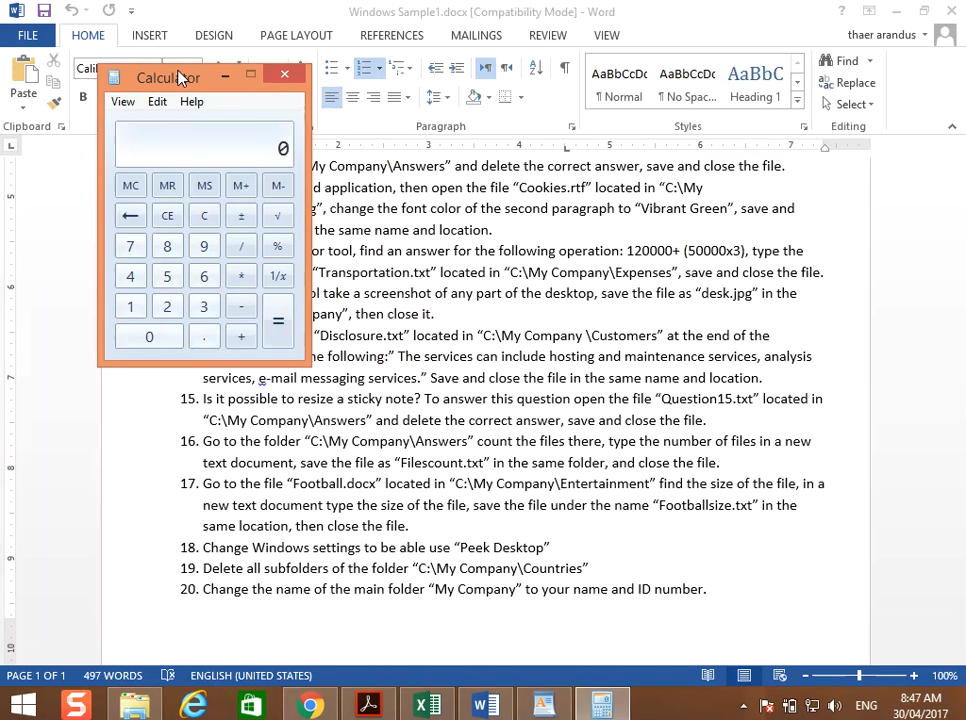 Windows Sample1.docx [Compatibility Mode] - Word
FILE HOME INSERT DESIGN PAGE LAYOUT REFERENCES MAILINGS REVIEW VIEW thaer arandus
Paste
Clipboard
B
Paragraph
AaBbCcDc AaBbCcDc AaBbCc
¶ Normal ¶ No Spac... Heading 1
Styles
Find
Replace
Select
Editing
Calculator
View Edit Help
0
MC MR MS M+ M-
← CE C ± √
7 8 9 / %
4 5 6 * 1/x
1 2 3 - =
0 . +
2 3 4 5 6 7
My Company\Answers” and delete the correct answer, save and close the file.
d application, then open the file “Cookies.rtf” located in “C:\My
g”, change the font color of the second paragraph to “Vibrant Green”, save and
the same name and location.
or tool, find an answer for the following operation: 120000+ (50000x3), type the
“Transportation.txt” located in “C:\My Company\Expenses”, save and close the file.
ol take a screenshot of any part of the desktop, save the file as “desk.jpg” in the
pany”, then close it.
“Disclosure.txt” located in “C:\My Company \Customers” at the end of the
he following:” The services can include hosting and maintenance services, analysis
services, e-mail messaging services.” Save and close the file in the same name and location.
15. Is it possible to resize a sticky note? To answer this question open the file “Question15.txt” located in
“C:\My Company\Answers” and delete the correct answer, save and close the file.
16. Go to the folder “C:\My Company\Answers” count the files there, type the number of files in a new
text document, save the file as “Filescount.txt” in the same folder, and close the file.
17. Go to the file “Football.docx” located in “C:\My Company\Entertainment” find the size of the file, in a
new text document type the size of the file, save the file under the name “Footballsize.txt” in the
same location, then close the file.
18. Change Windows settings to be able use “Peek Desktop”
19. Delete all subfolders of the folder “C:\My Company\Countries”
20. Change the name of the main folder “My Company” to your name and ID number.
PAGE 1 OF 1 497 WORDS ENGLISH (UNITED STATES) 100%
ENG 8:47 AM
30/04/2017